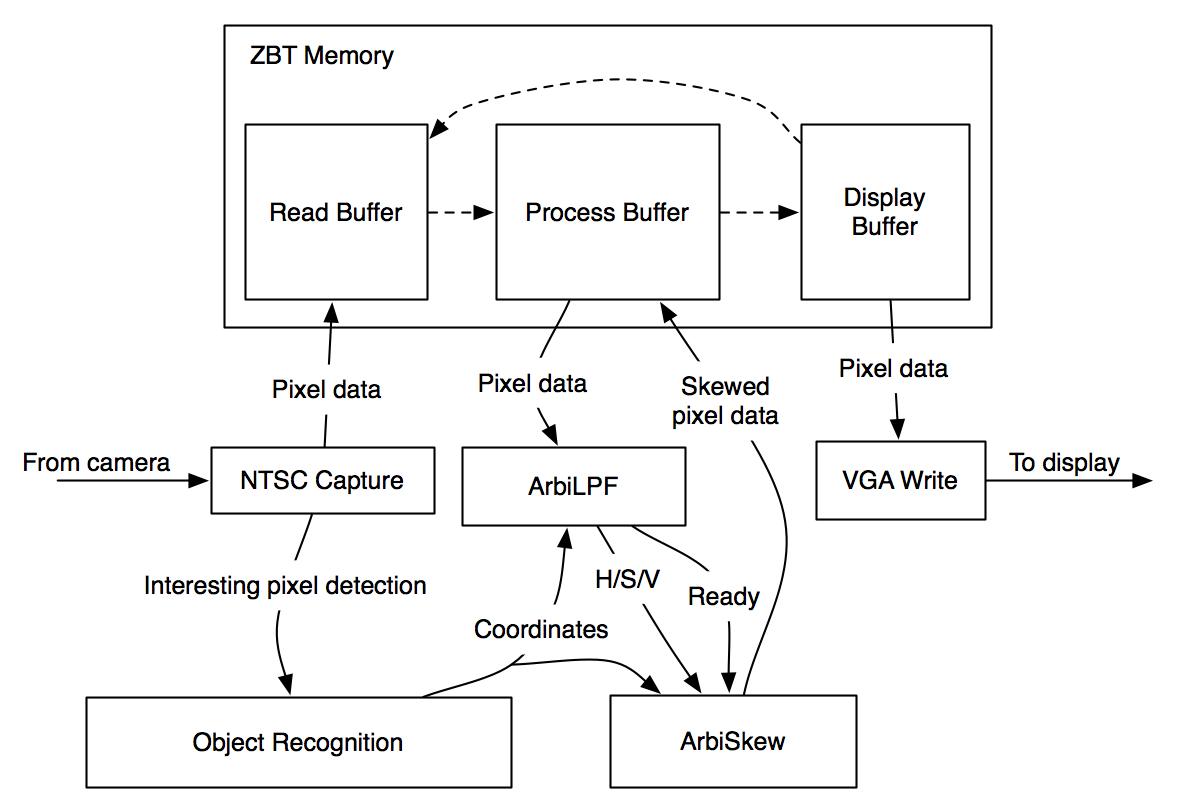 ZBT Memory
Read Buffer
Process Buffer
Display
Buffer
Pixel data
Pixel data
Skewed
pixel data
Pixel data
From camera
NTSC Capture
ArbiLPF
VGA Write
To display
Interesting pixel detection
H/S/V
Ready
Coordinates
Object Recognition
ArbiSkew